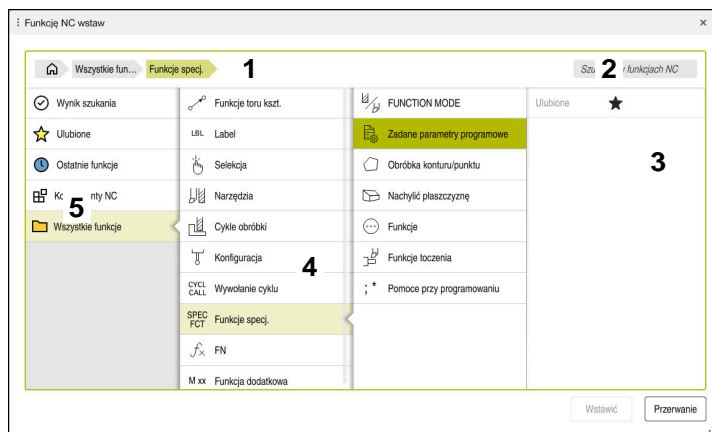 Funkcję NC wstaw
Wszystkie fun... Funkcje specj. 1 2 funkcjach NC
Wynik szukania
Ulubione
Ostatnie funkcje
nty NC
5
Wszystkie funkcje
Funkcje toru kszt.
LBL Label
Selekcja
Narzędzia
Cykle obróbki
Konfiguracja
4
CYCL
CALL Wywołanie cyklu
SPEC
FCT Funkcje specj.
FN
M xx Funkcja dodatkowa
FUNCTION MODE
Zadane parametry programowe
Obróbka konturu/punktu
Nachylić płaszczyznę
Funkcje
Funkcje toczenia
; * Pomoce przy programowaniu
Ulubione
3
Wstawić Przerwanie